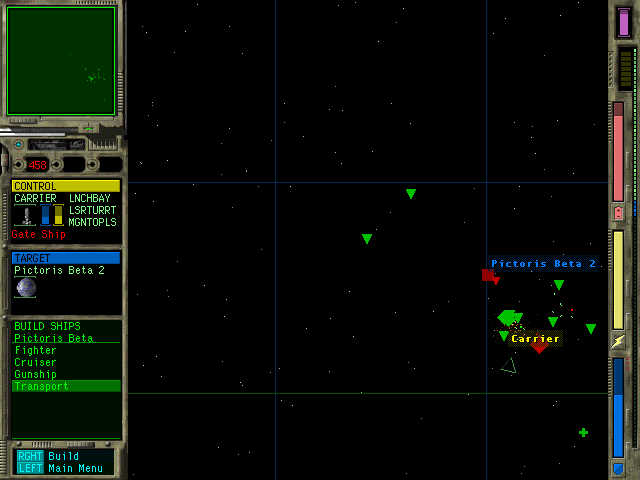 458
CONTROL
CARRIER LNCHBAY
LSRTURRT
MGNTOPLS
Gate Ship
TARGET
Pictoris Beta 2
BUILD SHIPS
Pictoris Beta
Fighter
Cruiser
Gunship
Transport
RGHT Build
LEFT Main Menu
Pictoris Beta 2
Carrier